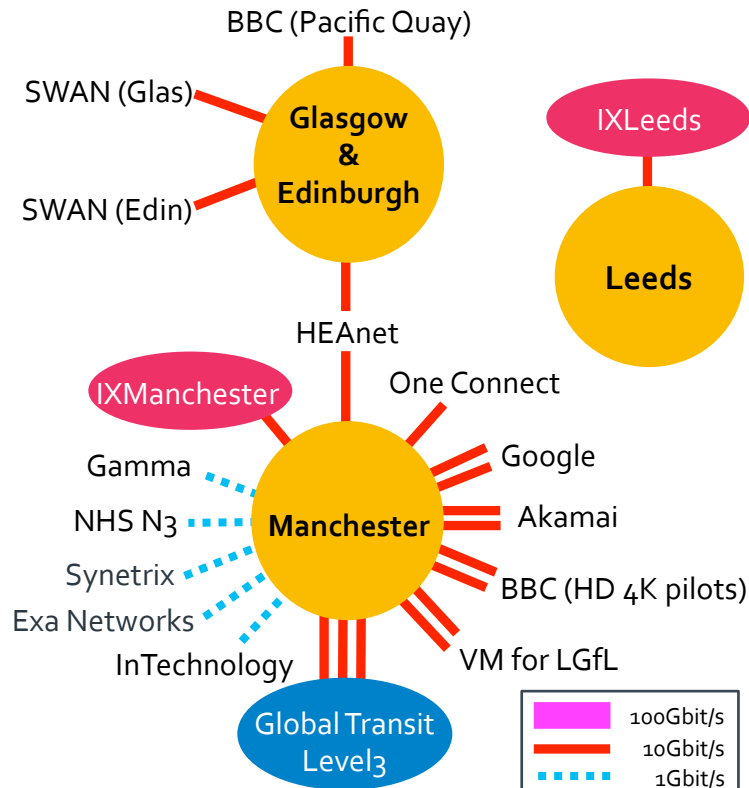 BBC (Pacific Quay)
SWAN (Glas)
Glasgow
&
Edinburgh
SWAN (Edin)
IXLeeds
Leeds
HEAnet
IXManchester
One Connect
Gamma
Google
NHS N3
Manchester
Akamai
Synetrix
BBC (HD 4K pilots)
Exa Networks
InTechnology
VM for LGfL
Global Transit
Level3
100Gbit/s
10Gbit/s
1Gbit/s